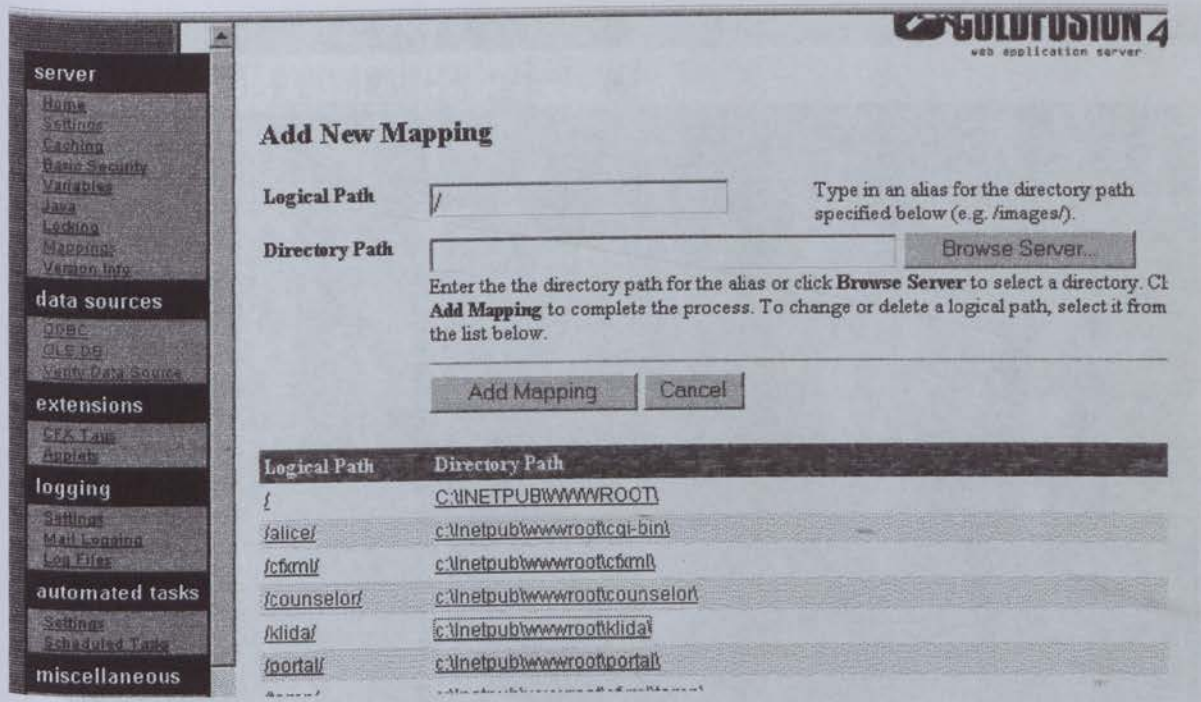 COLDFUSION 4
web application server
server
Home
Settings
Caching
Basic Security
Variables
Java
Locking
Mappings
Version Info
data sources
ODBC
OLE DB
Verify Data Source
extensions
CFX Tags
Applets
logging
Settings
Mail Logging
Log Files
automated tasks
Settings
Scheduled Tasks
miscellaneous
Add New Mapping
Logical Path
/
Type in an alias for the directory path
specified below (e.g. /images/).
Directory Path
Browse Server...
Enter the the directory path for the alias or click Browse Server to select a directory. Cl
Add Mapping to complete the process. To change or delete a logical path, select it from
the list below.
Add Mapping Cancel
Logical Path Directory Path
/ C:\INETPUB\WWWROOT\
/alice/ c:\Inetpub\wwwroot\cgi-bin\
/cfxml/ c:\Inetpub\wwwroot\cfxml\
/counselor/ c:\Inetpub\wwwroot\counselor\
/klida/ c:\Inetpub\wwwroot\klida\
/portal/ c:\Inetpub\wwwroot\portal\